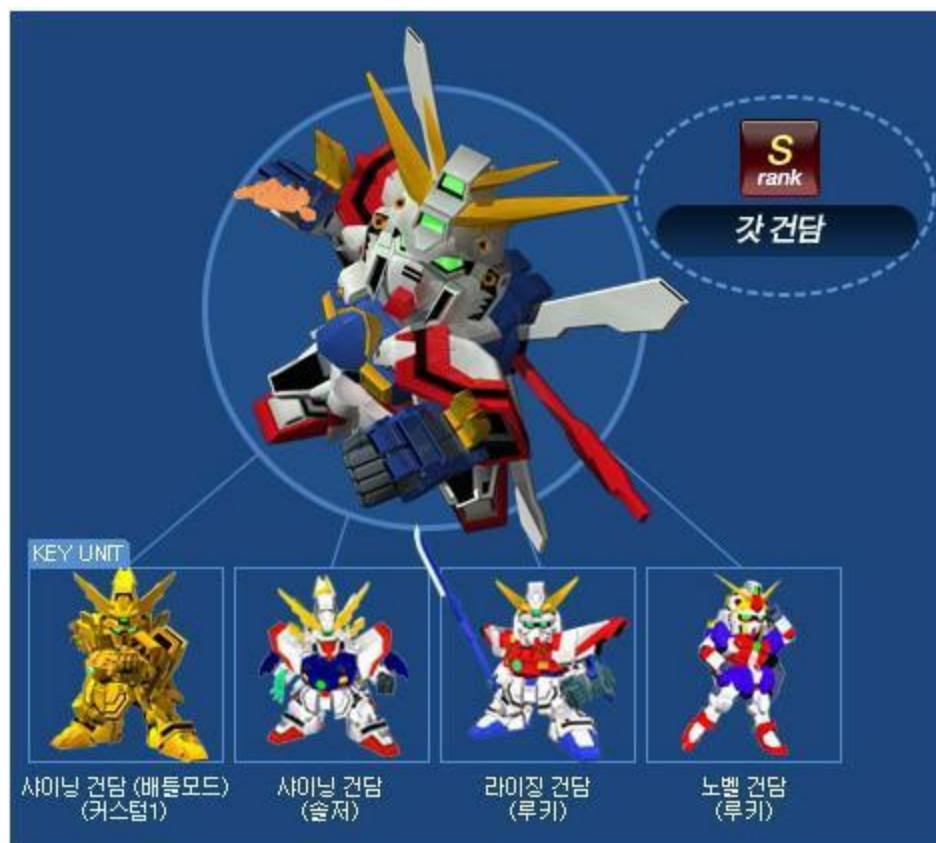 S
rank
갓 건담
KEY UNIT
샤이닝 건담 (배틀모드)
(커스텀1)
샤이닝 건담
(솔저)
라이징 건담
(루키)
노벨 건담
(루키)